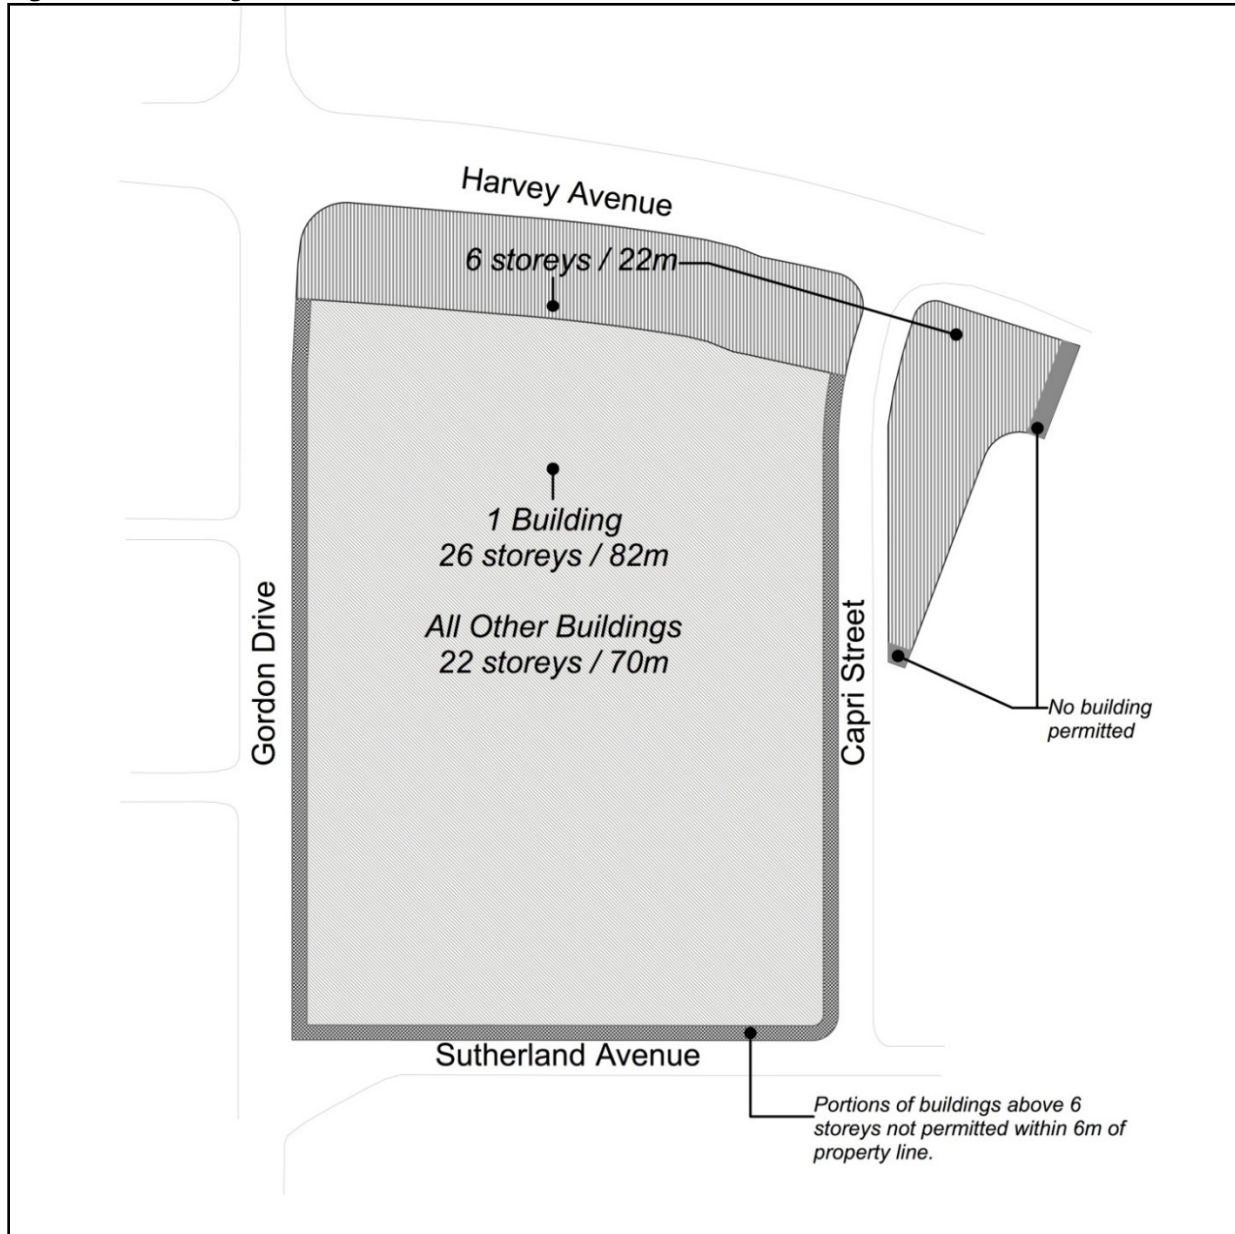 Harvey Avenue
6 storeys / 22m
1 Building
26 storeys / 82m
All Other Buildings
22 storeys / 70m
Gordon Drive
Capri Street
No building
permitted
Sutherland Avenue
Portions of buildings above 6
storeys not permitted within 6m of
property line.